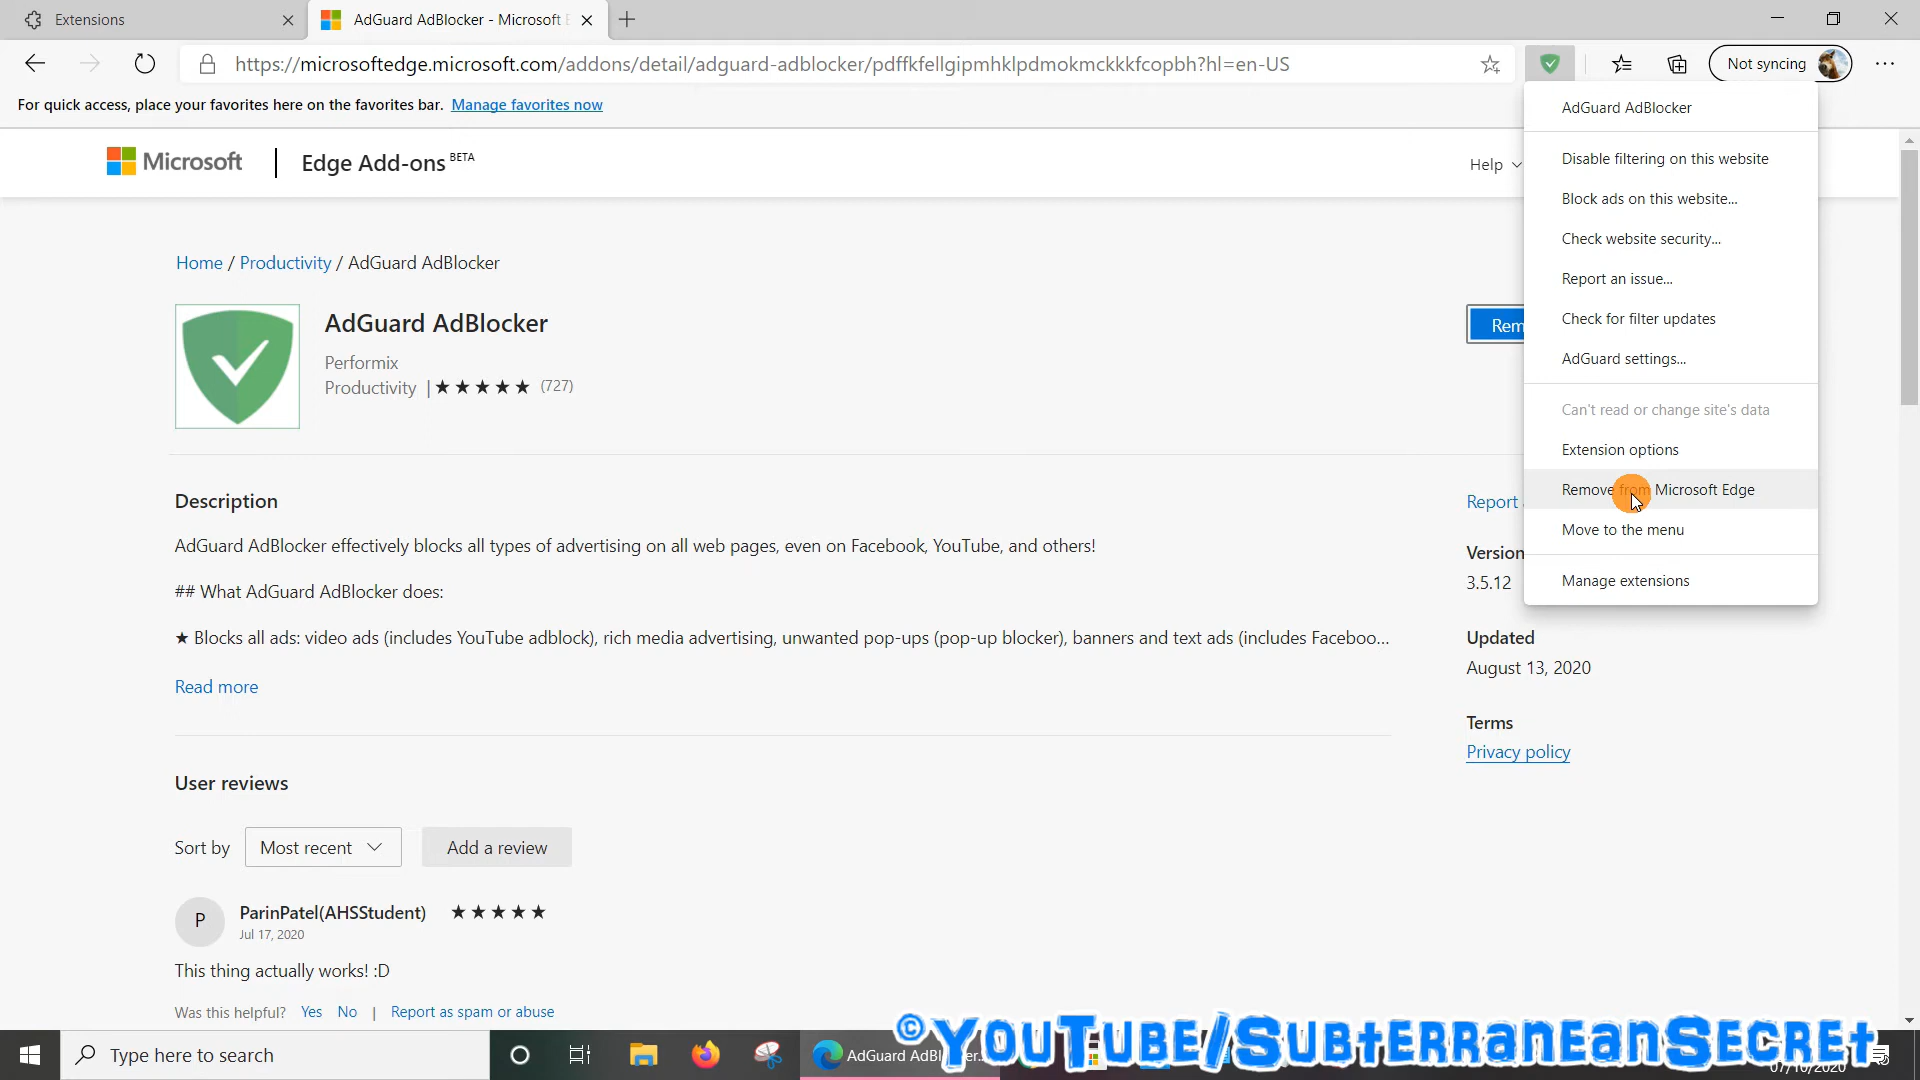 Extensions
AdGuard AdBlocker - Microsoft E
https://microsoftedge.microsoft.com/addons/detail/adguard-adblocker/pdffkfellgipmhklpdmokmckkkfcopbh?hl=en-US
Not syncing
For quick access, place your favorites here on the favorites bar. Manage favorites now
Microsoft
Edge Add-ons BETA
Help
AdGuard AdBlocker
Disable filtering on this website
Block ads on this website...
Check website security...
Report an issue...
Check for filter updates
AdGuard settings...
Can't read or change site's data
Extension options
Remove from Microsoft Edge
Move to the menu
Manage extensions
Home / Productivity / AdGuard AdBlocker
AdGuard AdBlocker
Performix
Productivity | ★★★★★ (727)
Rem
Description
AdGuard AdBlocker effectively blocks all types of advertising on all web pages, even on Facebook, YouTube, and others!
## What AdGuard AdBlocker does:
★ Blocks all ads: video ads (includes YouTube adblock), rich media advertising, unwanted pop-ups (pop-up blocker), banners and text ads (includes Faceboo...
Read more
Report
Version
3.5.12
Updated
August 13, 2020
Terms
Privacy policy
User reviews
Sort by Most recent Add a review
P
ParinPatel(AHSStudent) ★★★★★
Jul 17, 2020
This thing actually works! :D
Was this helpful? Yes No | Report as spam or abuse
©YouTube/SubterraneanSecret
Type here to search
AdGuard AdBl
07/10/2020